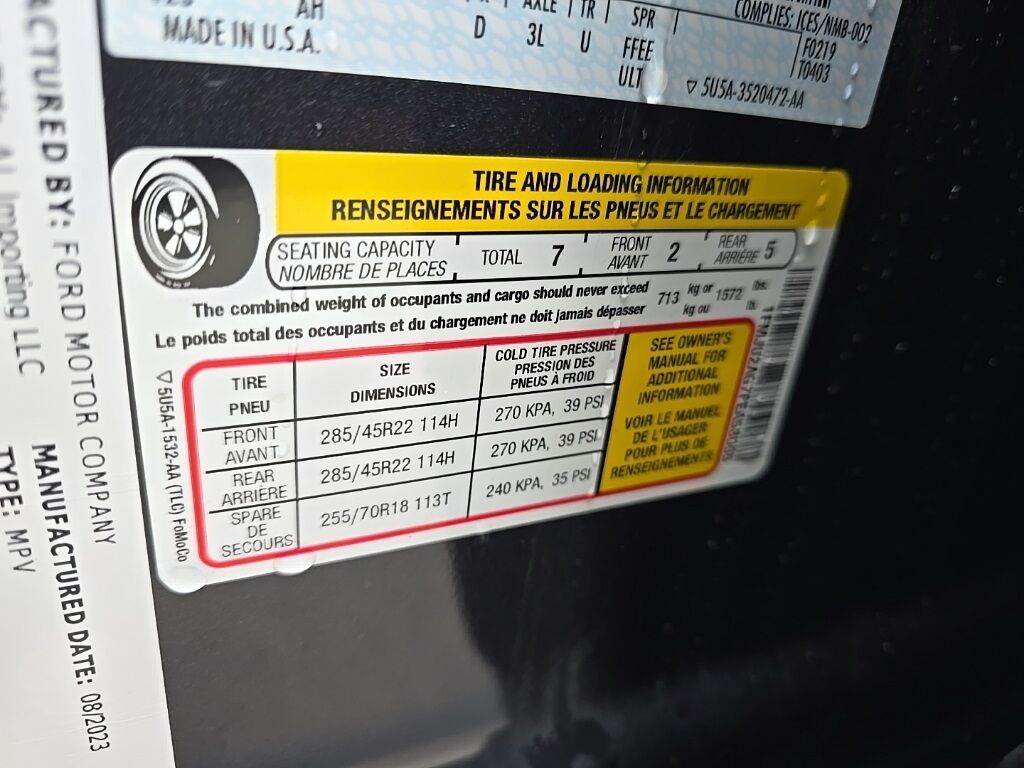 AH
MADE IN U.S.A.
AXLE TR SPR
D 3L U FFEE
ULT
COMPLIES: ICES/NMB-002
F0219
T0403
▽ 5U5A-3520472-AA
TIRE AND LOADING INFORMATION
RENSEIGNEMENTS SUR LES PNEUS ET LE CHARGEMENT
SEATING CAPACITY
NOMBRE DE PLACES
TOTAL 7
FRONT
AVANT 2
REAR
ARRIÈRE 5
The combined weight of occupants and cargo should never exceed
Le poids total des occupants et du chargement ne doit jamais dépasser
713 kg or 1572 lbs.
kg ou lb.
TIRE
PNEU
SIZE
DIMENSIONS
COLD TIRE PRESSURE
PRESSION DES
PNEUS À FROID
FRONT
AVANT
285/45R22 114H
270 KPA, 39 PSI
REAR
ARRIÈRE
285/45R22 114H
270 KPA, 39 PSI
SPARE
DE
SECOURS
255/70R18 113T
240 KPA, 35 PSI
SEE OWNER'S
MANUAL FOR
ADDITIONAL
INFORMATION
VOIR LE MANUEL
DE L'USAGER
POUR PLUS DE
RENSEIGNEMENTS
▽ 5U5A-1532-AA (TLC) FoMoCo
ACTURED BY: FORD MOTOR COMPANY
Importing LLC
MANUFACTURED DATE: 08/2023
TYPE: MPV